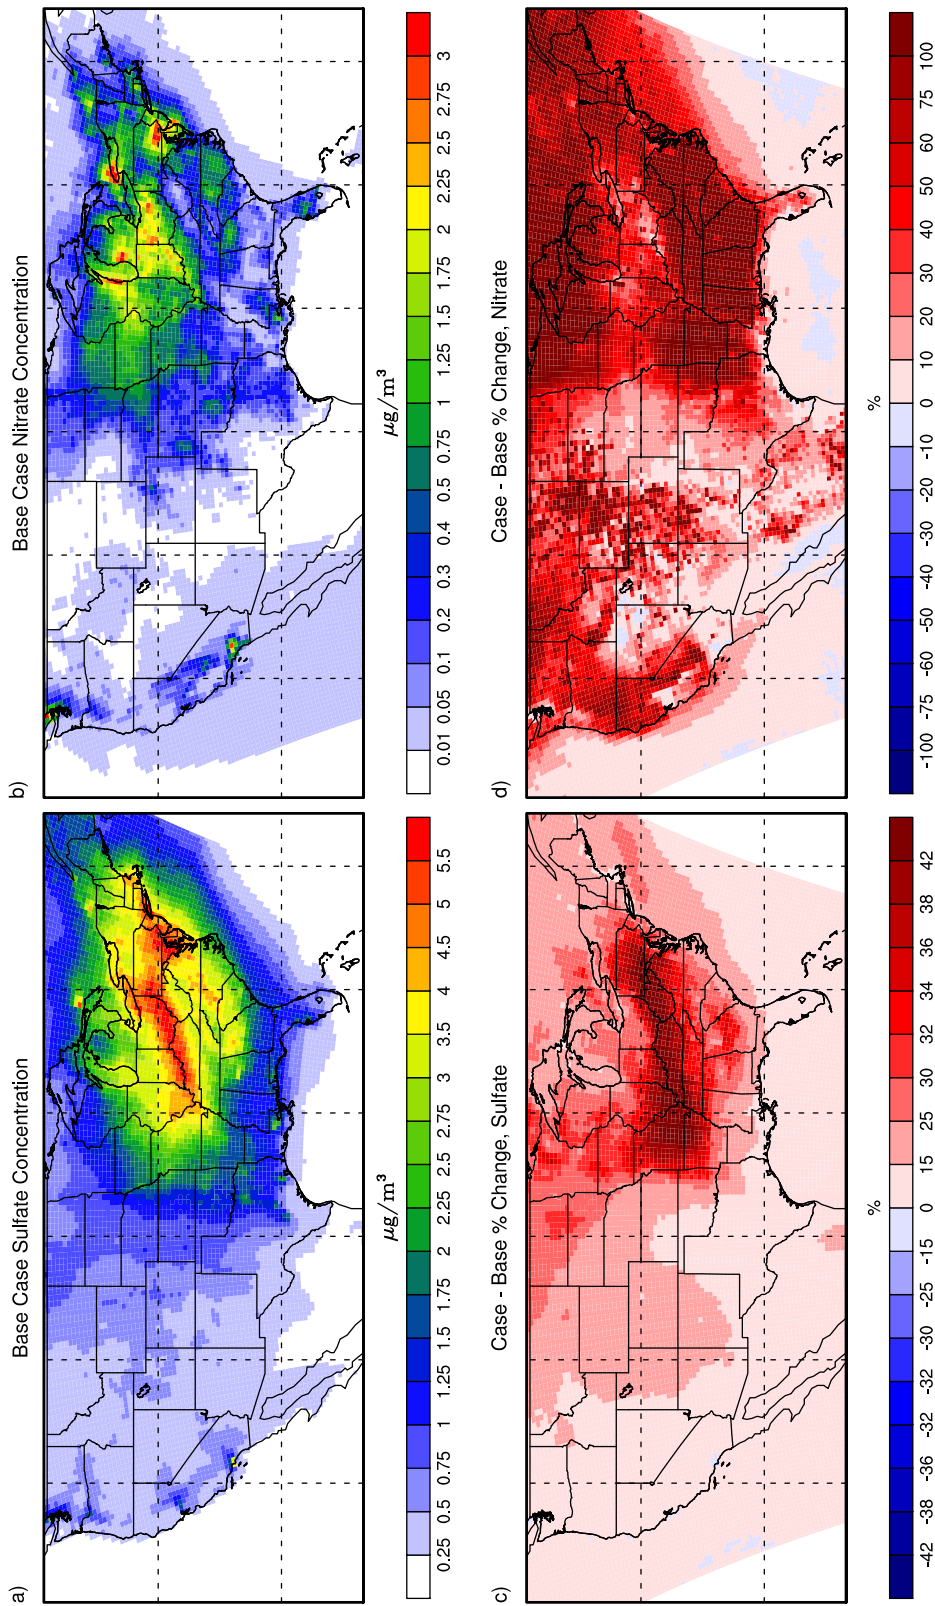 a)
Base Case Sulfate Concentration
0.25 0.5 0.75 1 1.25 1.5 1.75 2 2.25 2.5 2.75 3 3.5 4 4.5 5 5.5
μg/m³
b)
Base Case Nitrate Concentration
0.01 0.05 0.1 0.2 0.3 0.4 0.5 0.75 1 1.25 1.5 1.75 2 2.25 2.5 2.75 3
μg/m³
c)
Case - Base % Change, Sulfate
-42 -38 -36 -32 -32 -30 -25 -15 0 15 25 30 32 34 36 38 42
%
d)
Case - Base % Change, Nitrate
-100 -75 -60 -50 -40 -30 -20 -10 0 10 20 30 40 50 60 75 100
%